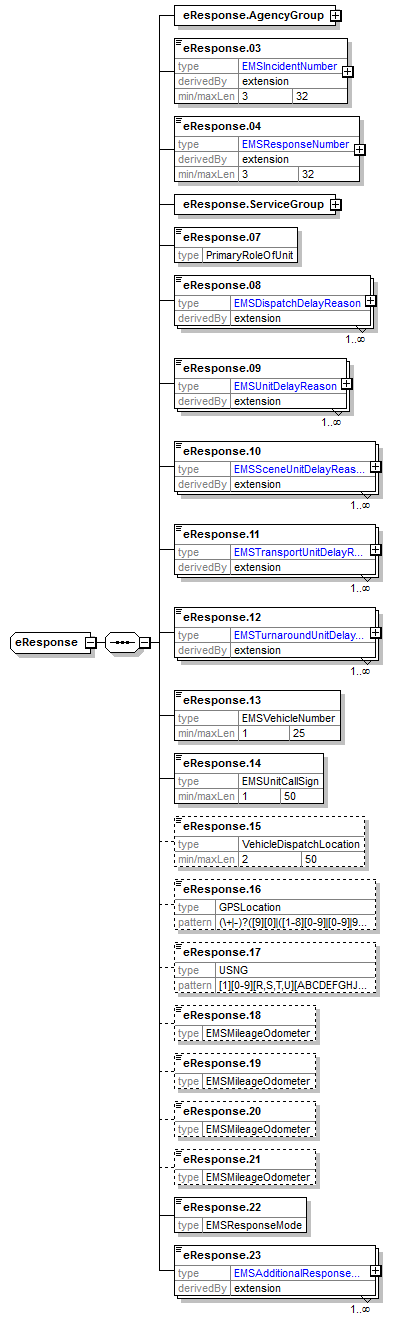 eResponse.AgencyGroup
eResponse.03
type EMSIncidentNumber
derivedBy extension
min/maxLen 3 32
eResponse.04
type EMSResponseNumber
derivedBy extension
min/maxLen 3 32
eResponse.ServiceGroup
eResponse.07
type PrimaryRoleOfUnit
eResponse.08
type EMSDispatchDelayReason
derivedBy extension
1..∞
eResponse.09
type EMSUnitDelayReason
derivedBy extension
1..∞
eResponse.10
type EMSSceneUnitDelayReas...
derivedBy extension
1..∞
eResponse.11
type EMSTransportUnitDelayR...
derivedBy extension
1..∞
eResponse.12
type EMSTurnaroundUnitDelay...
derivedBy extension
1..∞
eResponse
eResponse.13
type EMSVehicleNumber
min/maxLen 1 25
eResponse.14
type EMSUnitCallSign
min/maxLen 1 50
eResponse.15
type VehicleDispatchLocation
min/maxLen 2 50
eResponse.16
type GPSLocation
pattern (\+|-)?([9][0]|([1-8][0-9]|[0-9]|9...
eResponse.17
type USNG
pattern [1][0-9][R,S,T,U][ABCDEFGHJ...
eResponse.18
type EMSMileageOdometer
eResponse.19
type EMSMileageOdometer
eResponse.20
type EMSMileageOdometer
eResponse.21
type EMSMileageOdometer
eResponse.22
type EMSResponseMode
eResponse.23
type EMSAdditionalResponse...
derivedBy extension
1..∞